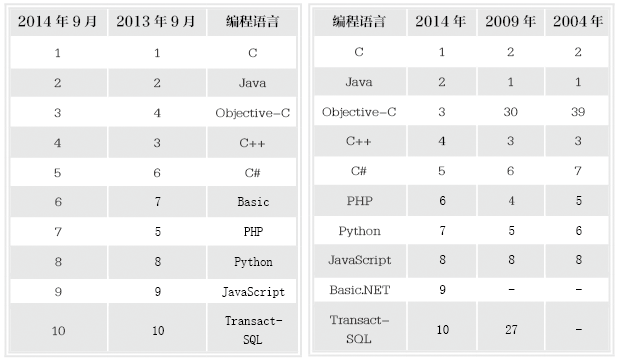 2014 年 9 月 2013 年 9 月 编程语言
1 1 C
2 2 Java
3 4 Objective-C
4 3 C++
5 6 C#
6 7 Basic
7 5 PHP
8 8 Python
9 9 JavaScript
10 10 Transact-
SQL
编程语言 2014 年 2009 年 2004 年
C 1 2 2
Java 2 1 1
Objective-C 3 30 39
C++ 4 3 3
C# 5 6 7
PHP 6 4 5
Python 7 5 6
JavaScript 8 8 8
Basic.NET 9 - -
Transact-
SQL 10 27 -